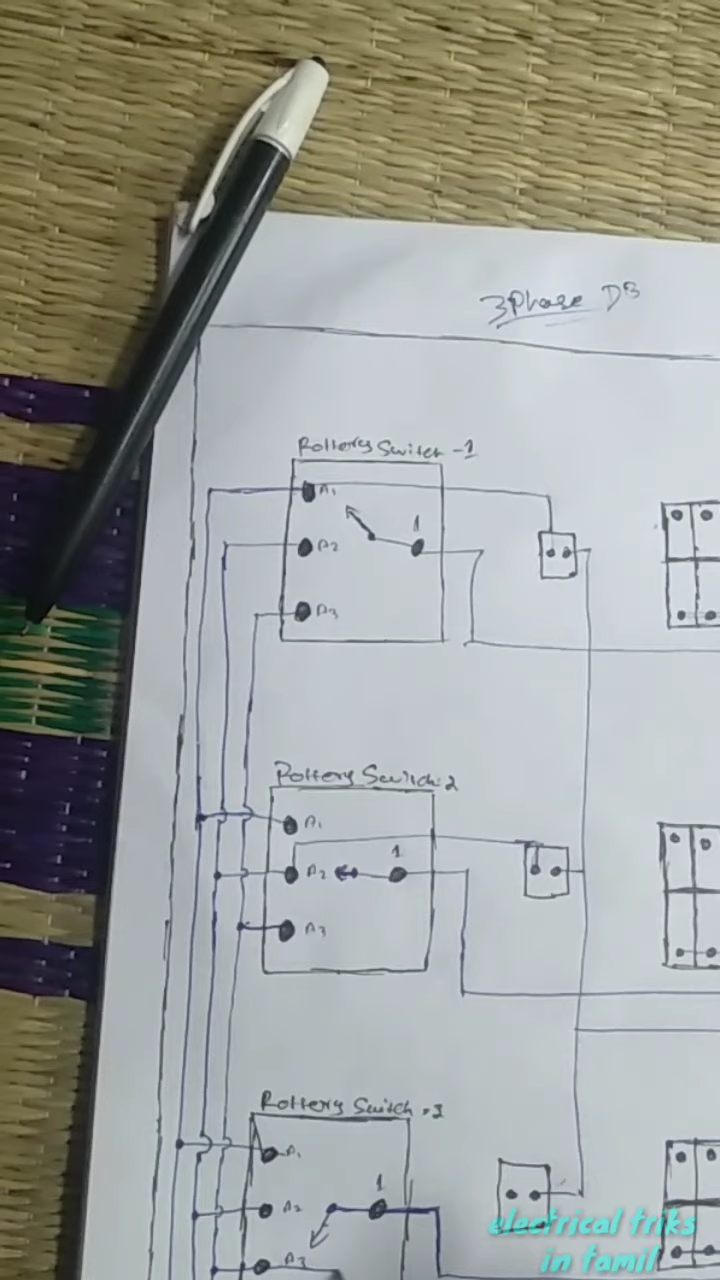 3Phase DB
Rottery Switch -1
A1
A2
1
A3
Rottery Switch-2
A1
A2
1
A3
Rottery Switch -3
A1
A2
1
A3
electrical triks
in tamil